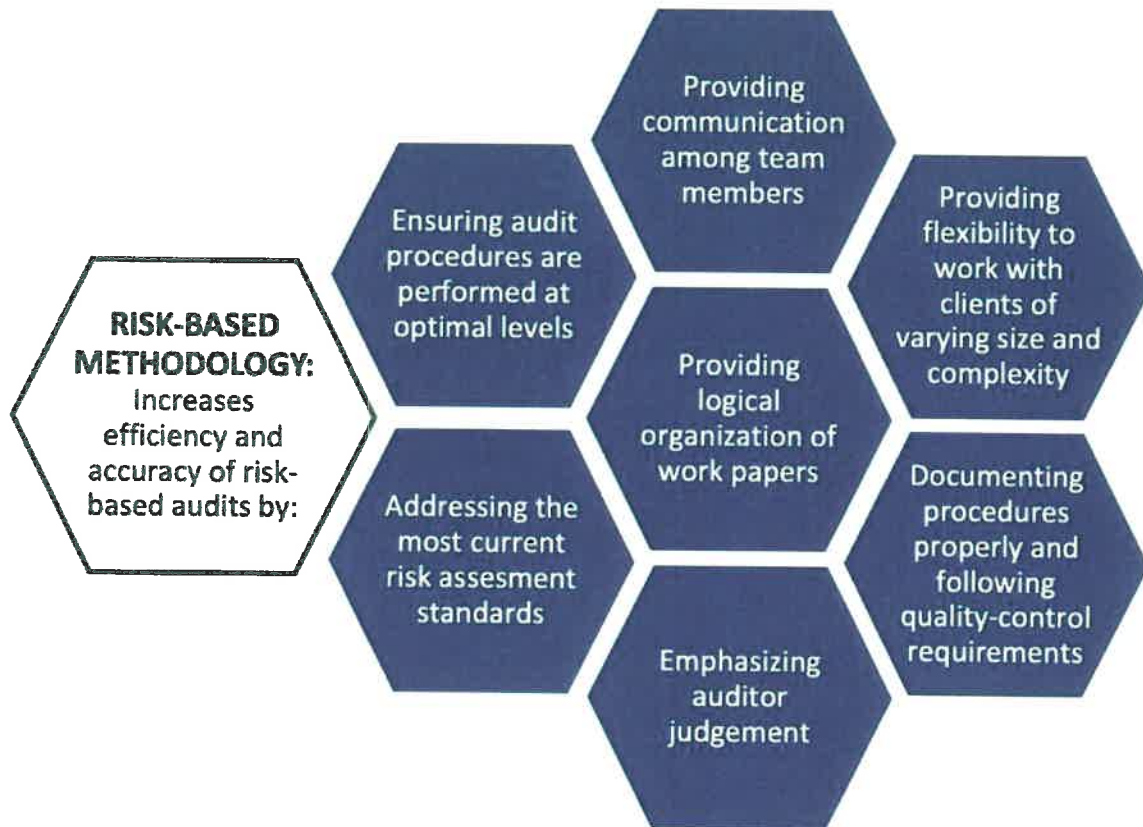 RISK-BASED
METHODOLOGY:
Increases
efficiency and
accuracy of risk-
based audits by:
Ensuring audit
procedures are
performed at
optimal levels
Addressing the
most current
risk assesment
standards
Providing
communication
among team
members
Providing
logical
organization of
work papers
Emphasizing
auditor
judgement
Providing
flexibility to
work with
clients of
varying size and
complexity
Documenting
procedures
properly and
following
quality-control
requirements